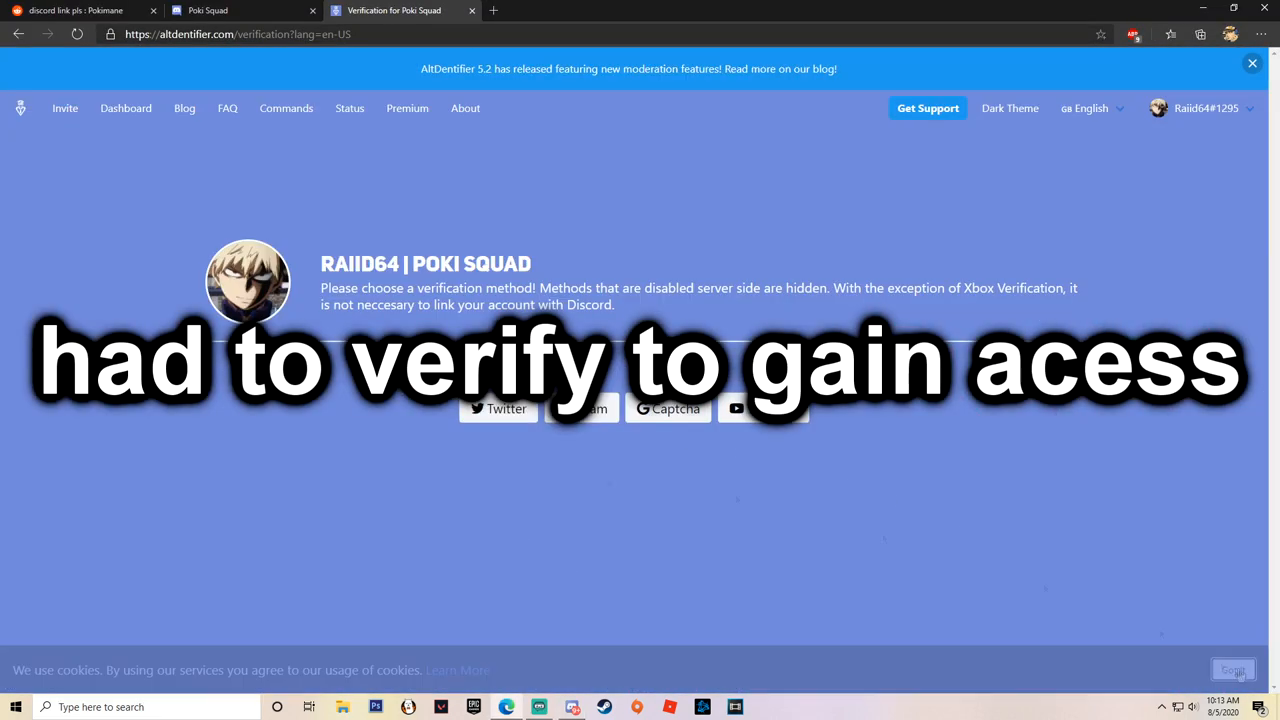 discord link pls : Pokimane
Poki Squad
Verification for Poki Squad
https://altdentifier.com/verification?lang=en-US
9
AltDentifier 5.2 has released featuring new moderation features! Read more on our blog!
Invite Dashboard Blog FAQ Commands Status Premium About Get Support Dark Theme GB English Raiid64#1295
RAIID64 | POKI SQUAD
Please choose a verification method! Methods that are disabled server side are hidden. With the exception of Xbox Verification, it
is not neccesary to link your account with Discord.
had to verify to gain acess
Twitter Captcha
We use cookies. By using our services you agree to our usage of cookies. Learn More
Type here to search
10:13 AM
8/5/2020
2